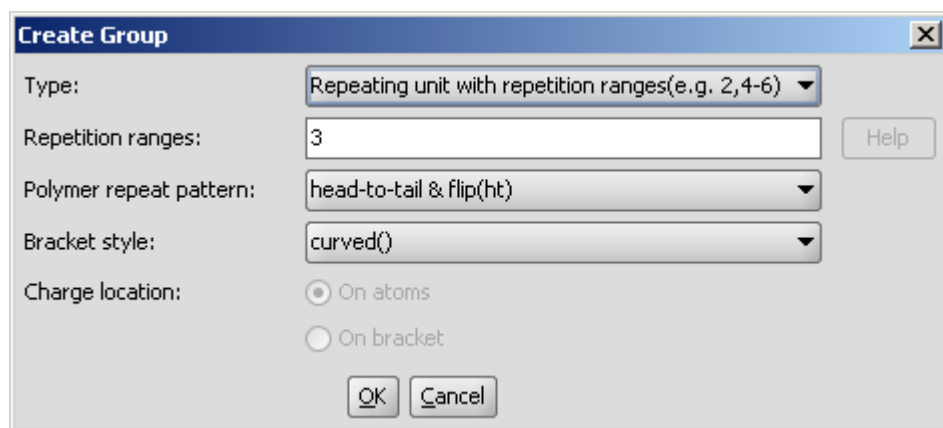 Create Group
Type: Repeating unit with repetition ranges(e.g. 2,4-6)
Repetition ranges: 3 Help
Polymer repeat pattern: head-to-tail & flip(ht)
Bracket style: curved()
Charge location: On atoms
On bracket
OK Cancel